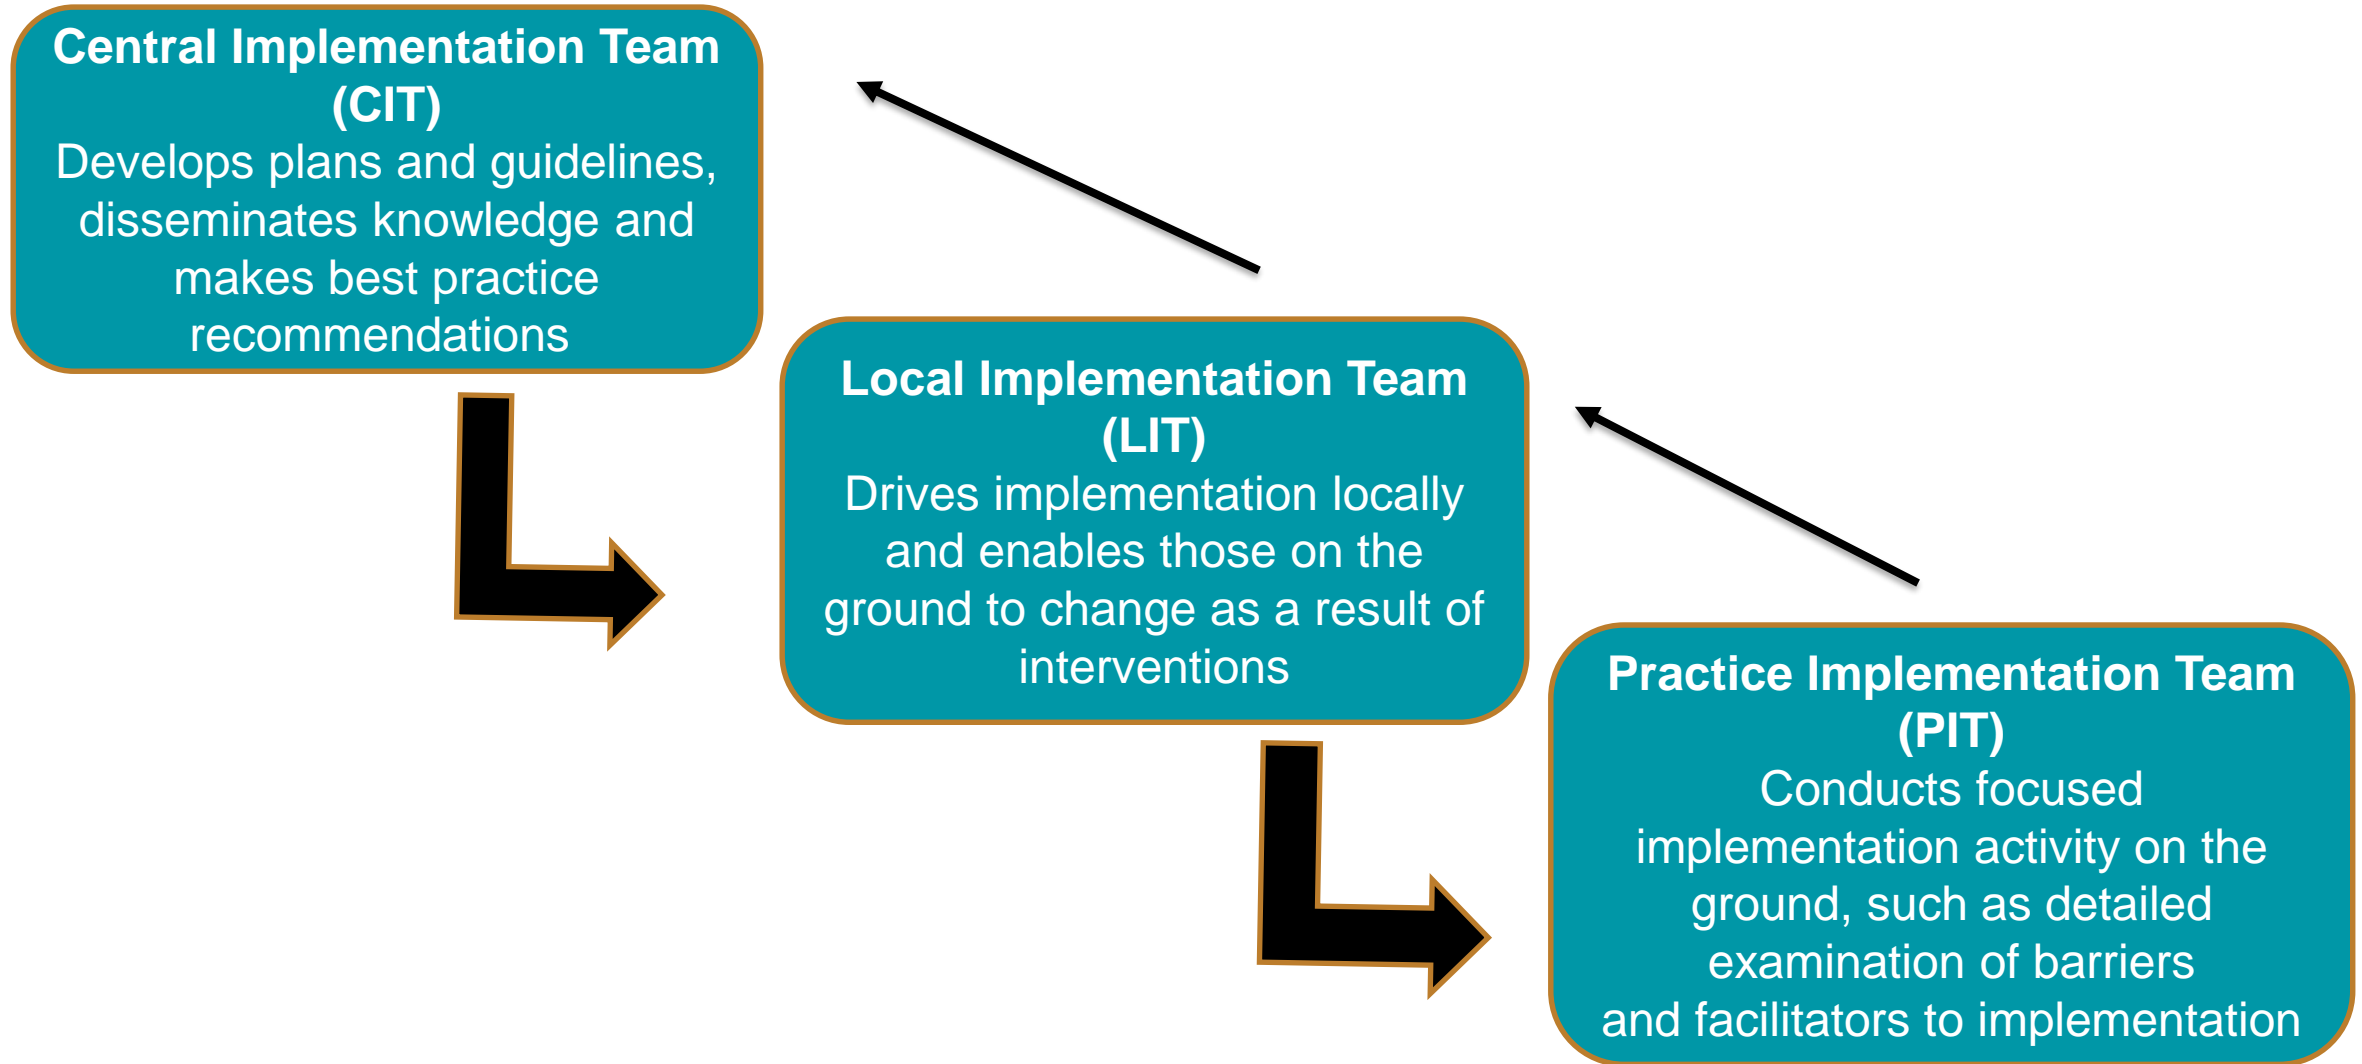 Central Implementation Team
(CIT)
Develops plans and guidelines,
disseminates knowledge and
makes best practice
recommendations
Local Implementation Team
(LIT)
Drives implementation locally
and enables those on the
ground to change as a result of
interventions
Practice Implementation Team
(PIT)
Conducts focused
implementation activity on the
ground, such as detailed
examination of barriers
and facilitators to implementation